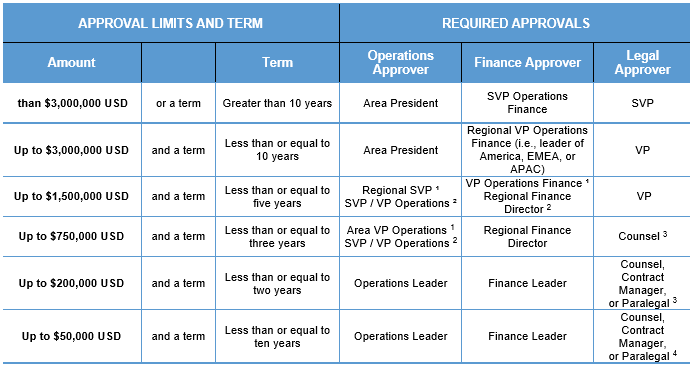 APPROVAL LIMITS AND TERM REQUIRED APPROVALS
Amount Term Operations Approver Finance Approver Legal Approver
than $3,000,000 USD or a term Greater than 10 years Area President SVP Operations Finance SVP
Up to $3,000,000 USD and a term Less than or equal to 10 years Area President Regional VP Operations Finance (i.e., leader of America, EMEA, or APAC) VP
Up to $1,500,000 USD and a term Less than or equal to five years Regional SVP ¹ SVP / VP Operations ² VP Operations Finance ¹ Regional Finance Director ² VP
Up to $750,000 USD and a term Less than or equal to three years Area VP Operations ¹ SVP / VP Operations ² Regional Finance Director Counsel ³
Up to $200,000 USD and a term Less than or equal to two years Operations Leader Finance Leader Counsel, Contract Manager, or Paralegal ³
Up to $50,000 USD and a term Less than or equal to ten years Operations Leader Finance Leader Counsel, Contract Manager, or Paralegal ⁴